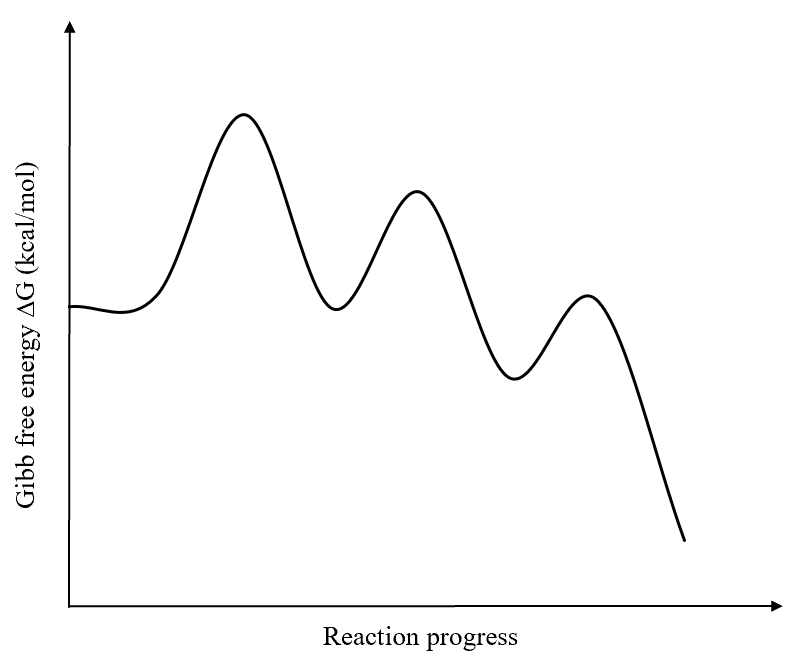 Gibb free energy ΔG (kcal/mol)
Reaction progress